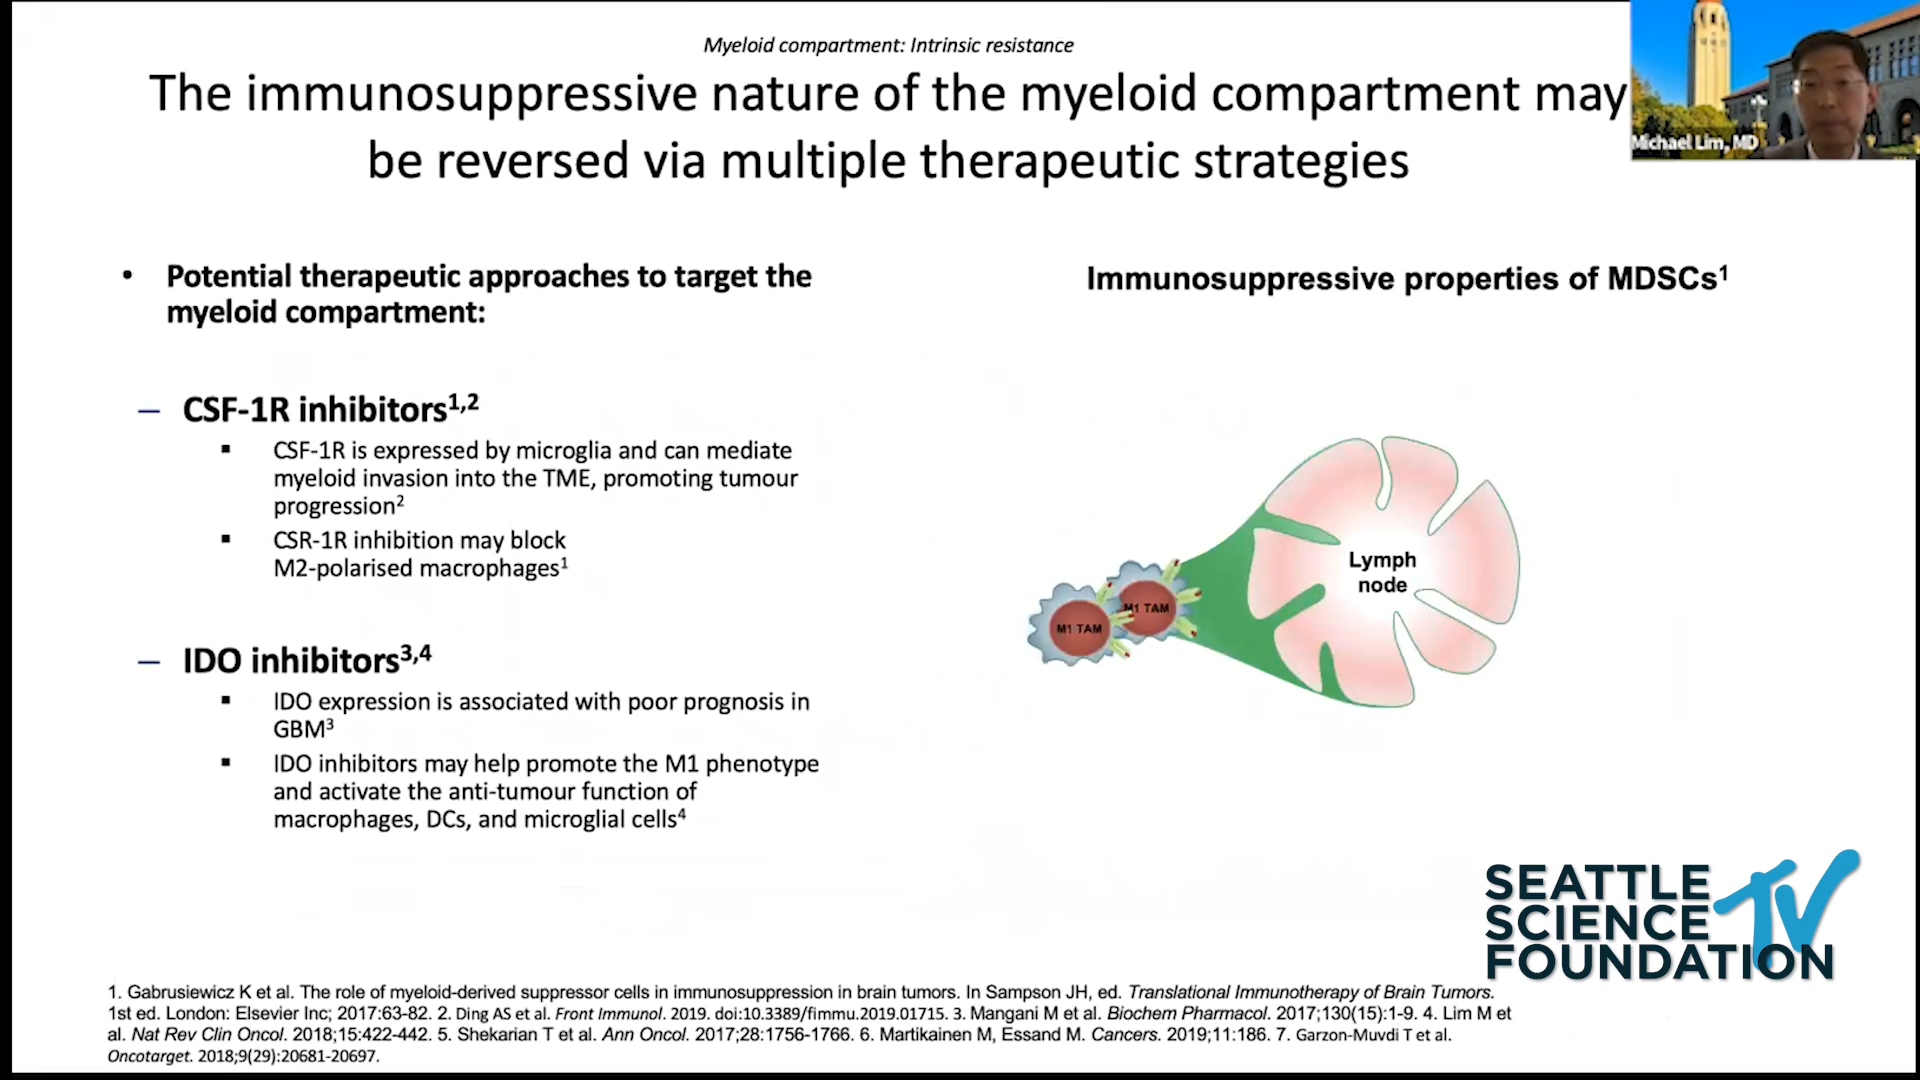 Myeloid compartment: Intrinsic resistance
The immunosuppressive nature of the myeloid compartment may
be reversed via multiple therapeutic strategies
Michael Lim, MD
• Potential therapeutic approaches to target the
myeloid compartment:
– CSF-1R inhibitors1,2
▪ CSF-1R is expressed by microglia and can mediate
myeloid invasion into the TME, promoting tumour
progression2
▪ CSR-1R inhibition may block
M2-polarised macrophages1
– IDO inhibitors3,4
▪ IDO expression is associated with poor prognosis in
GBM3
▪ IDO inhibitors may help promote the M1 phenotype
and activate the anti-tumour function of
macrophages, DCs, and microglial cells4
Immunosuppressive properties of MDSCs1
Lymph
node
M1 TAM
M1 TAM
SEATTLE
SCIENCE
FOUNDATION
TV
1. Gabrusiewicz K et al. The role of myeloid-derived suppressor cells in immunosuppression in brain tumors. In Sampson JH, ed. Translational Immunotherapy of Brain Tumors.
1st ed. London: Elsevier Inc; 2017:63-82. 2. Ding AS et al. Front Immunol. 2019. doi:10.3389/fimmu.2019.01715. 3. Mangani M et al. Biochem Pharmacol. 2017;130(15):1-9. 4. Lim M et
al. Nat Rev Clin Oncol. 2018;15:422-442. 5. Shekarian T et al. Ann Oncol. 2017;28:1756-1766. 6. Martikainen M, Essand M. Cancers. 2019;11:186. 7. Garzon-Muvdi T et al.
Oncotarget. 2018;9(29):20681-20697.